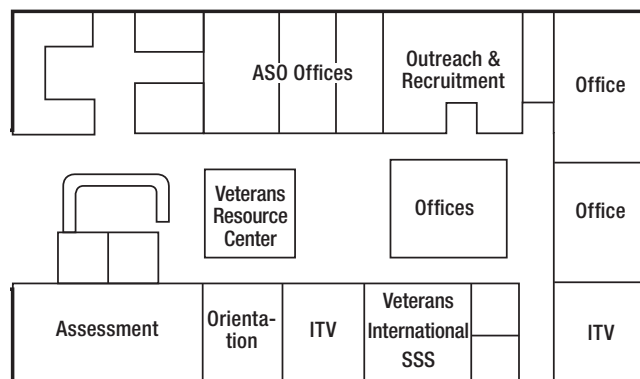 ASO Offices
Outreach &
Recruitment
Office
Veterans
Resource
Center
Offices
Office
Assessment
Orienta-
tion
ITV
Veterans
International
SSS
ITV